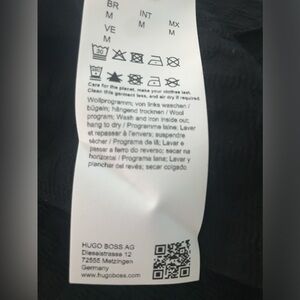 BR
M
VE
M
INT
M
MX
M
30
Care for the planet, make your clothes last.
Clean this garment less, and air dry if required.
Wollprogramm; von links waschen /
bügeln; hängend trocknen / Wool
program; Wash and iron inside out;
hang to dry / Programme laine; Laver
et repasser à l'envers; suspendre
sécher / Programa de lã; Lavar e
passar a ferro do reverso; secar na
horizontal / Programa lana; Lavar y
planchar del revés; secar colgado
HUGO BOSS AG
Dieselstrasse 12
72555 Metzingen
Germany
www.hugoboss.com